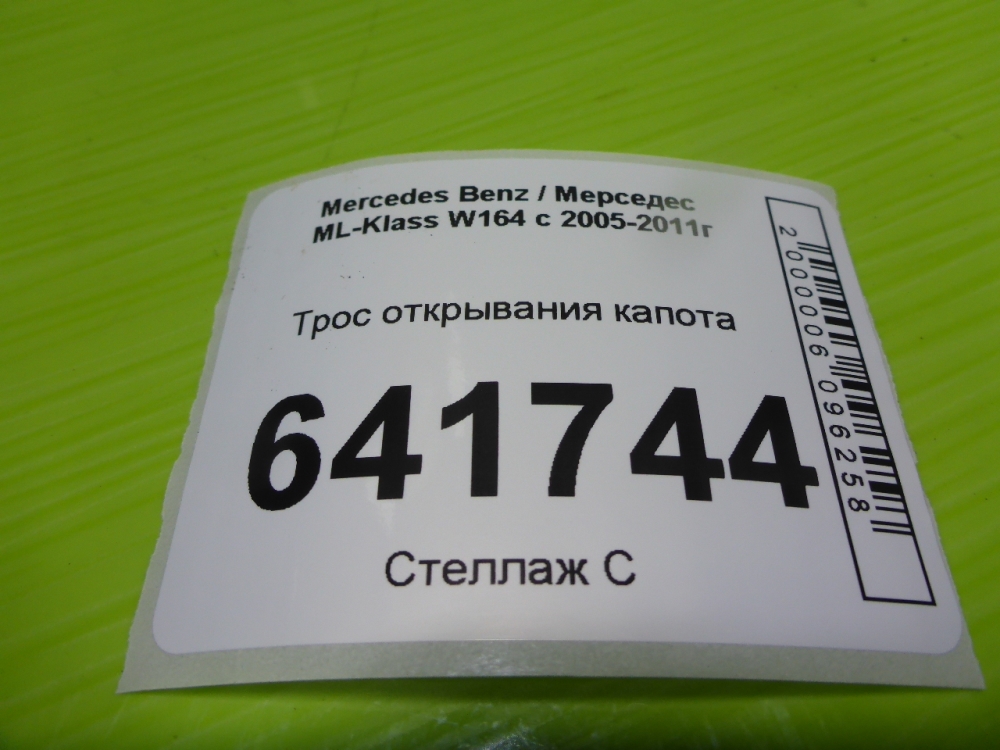 Mercedes Benz / Мерседес
ML-Klass W164 с 2005-2011г
Трос открывания капота
641744
Стеллаж С
2000006096258